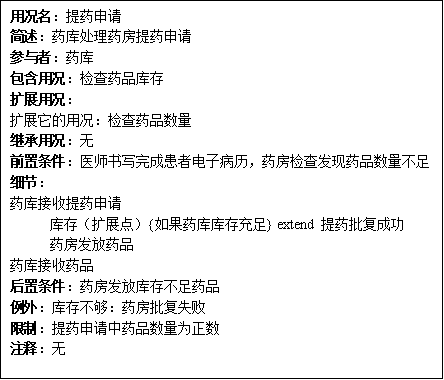 用况名：提药申请
简述：药库处理药房提药申请
参与者：药库
包含用况：检查药品库存
扩展用况：
扩展它的用况：检查药品数量
继承用况：无
前置条件：医师书写完成患者电子病历，药房检查发现药品数量不足
细节：
药库接收提药申请
库存（扩展点）{如果药库库存充足} extend 提药批复成功
药房发放药品
药库接收药品
后置条件：药房发放库存不足药品
例外：库存不够：药房批复失败
限制：提药申请中药品数量为正数
注释：无